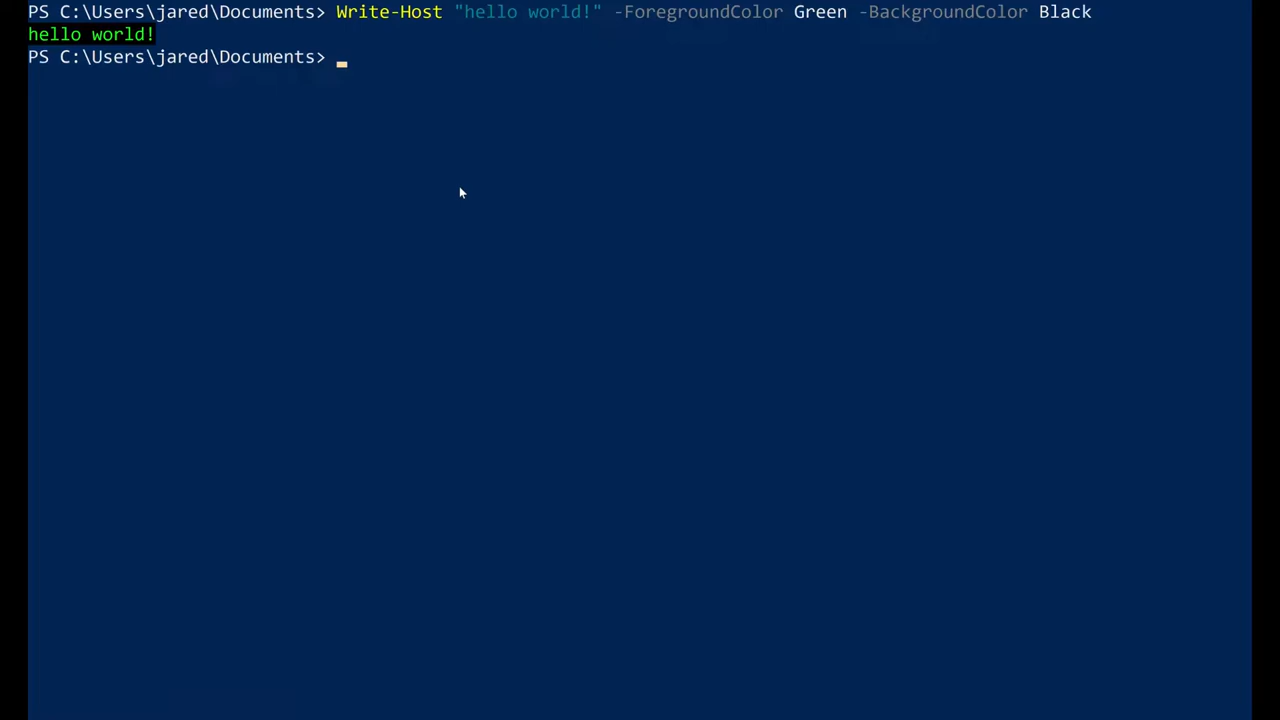 PS C:\Users\jared\Documents> Write-Host "hello world!" -ForegroundColor Green -BackgroundColor Black
hello world!
PS C:\Users\jared\Documents>